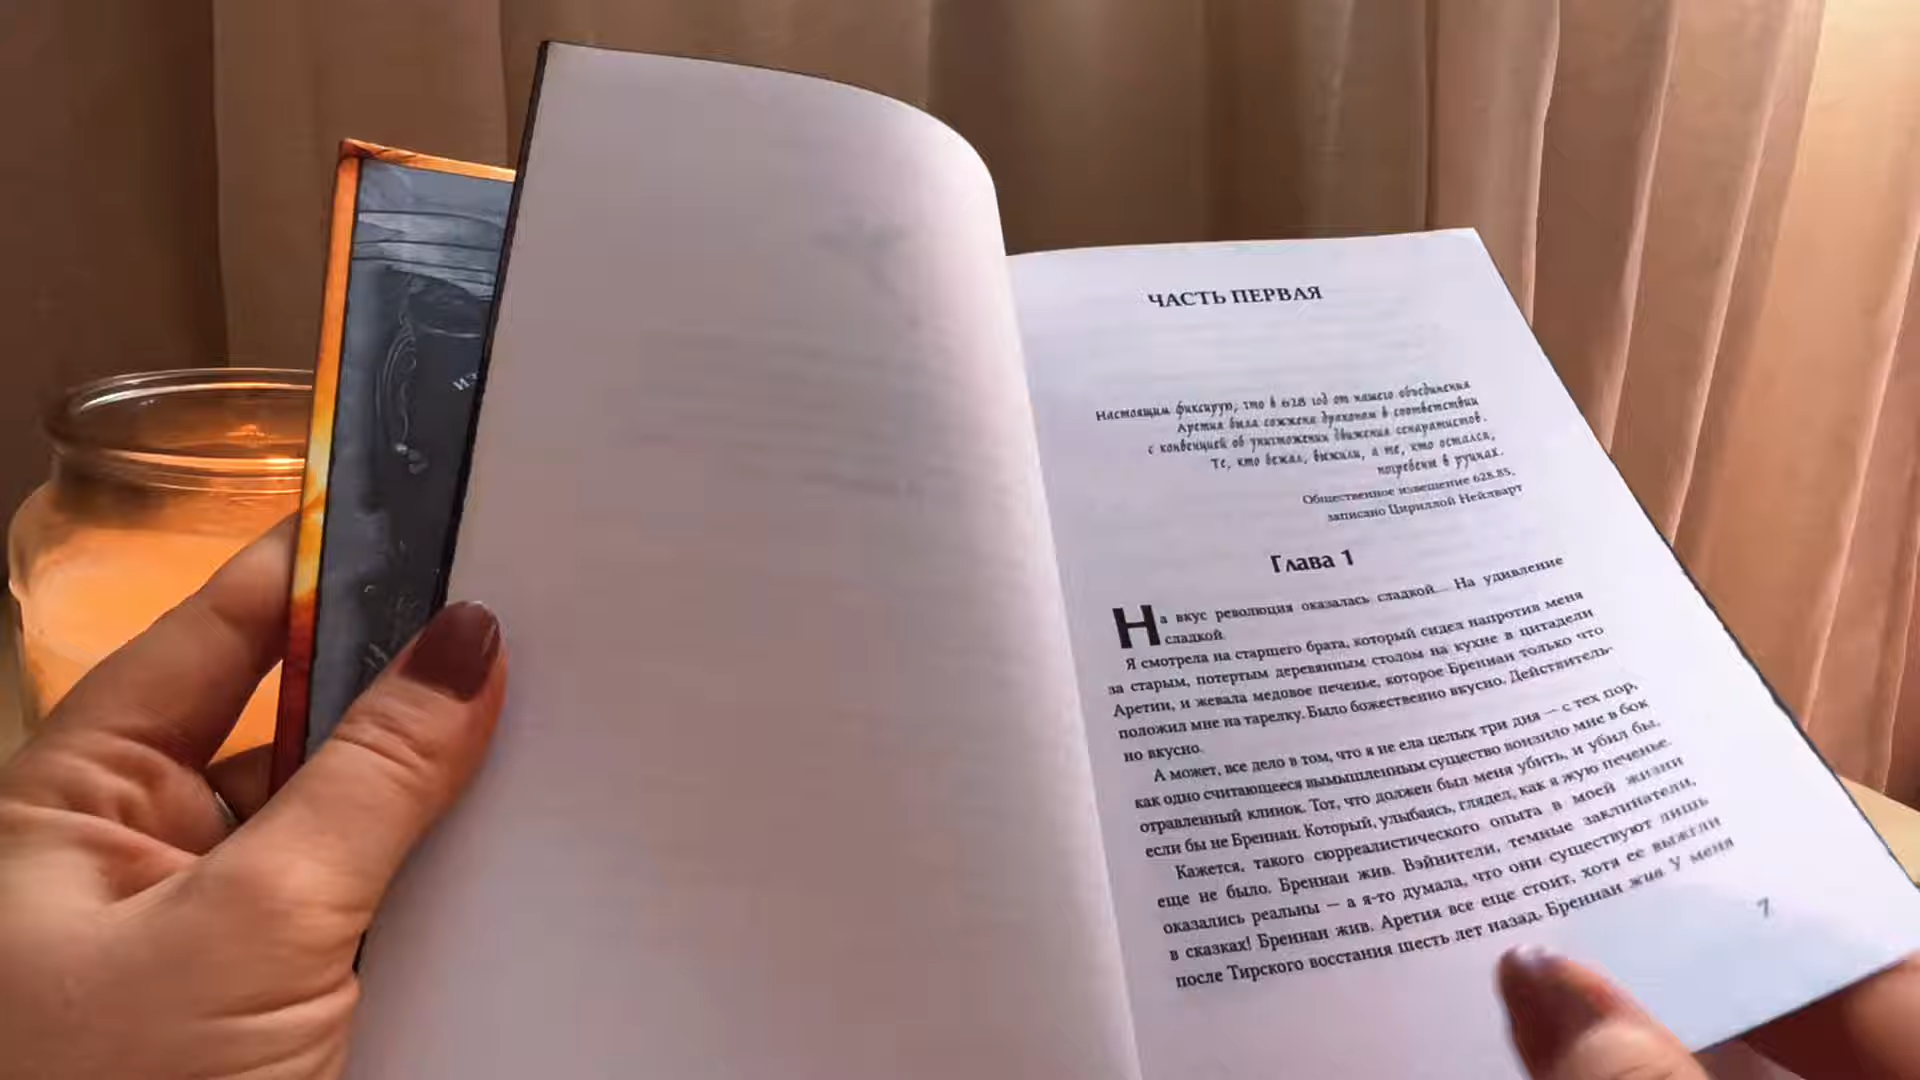 ЧАСТЬ ПЕРВАЯ
Настоящим фиксирую, что в 628 год от нашего объединения
Аретия была сожжена драконом в соответствии
с конвенцией об уничтожении движения сепаратистов.
Те, кто бежал, выжили, а те, кто остался,
погребены в руинах.
Общественное извещение 628.85,
записано Цириллой Нейлварт
Глава 1
На вкус революция оказалась сладкой... На удивление
сладкой.
Я смотрела на старшего брата, который сидел напротив меня
за старым, потертым деревянным столом на кухне в цитадели
Аретии, и жевала медовое печенье, которое Бреннан только что
положил мне на тарелку. Было божественно вкусно. Действитель-
но вкусно.
А может, все дело в том, что я не ела целых три дня — с тех пор,
как одно считающееся вымышленным существо вонзило мне в бок
отравленный клинок. Тот, что должен был меня убить, и убил бы,
если бы не Бреннан. Который, улыбаясь, глядел, как я жую печенье.
Кажется, такого сюрреалистического опыта в моей жизни
еще не было. Бреннан жив. Вэйнители, темные заклинатели,
оказались реальны — а я-то думала, что они существуют лишь
в сказках! Бреннан жив. Аретия все еще стоит, хотя ее выжгли
после Тирского восстания шесть лет назад. Бреннан жив. У меня
7